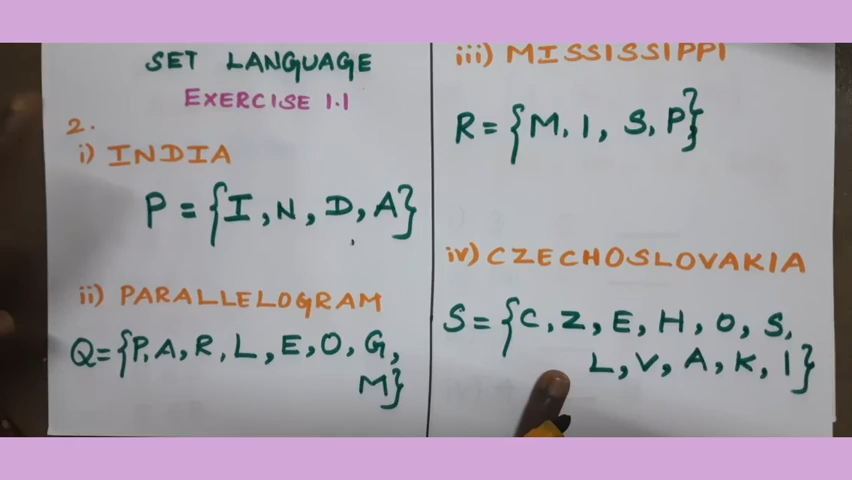 SET LANGUAGE
EXERCISE 1.1
2.
i) INDIA
P = {I, N, D, A}
ii) PARALLELOGRAM
Q = {P, A, R, L, E, O, G,
M}
iii) MISSISSIPPI
R = {M, I, S, P}
iv) CZECHOSLOVAKIA
S = {C, Z, E, H, O, S,
L, V, A, K, I}